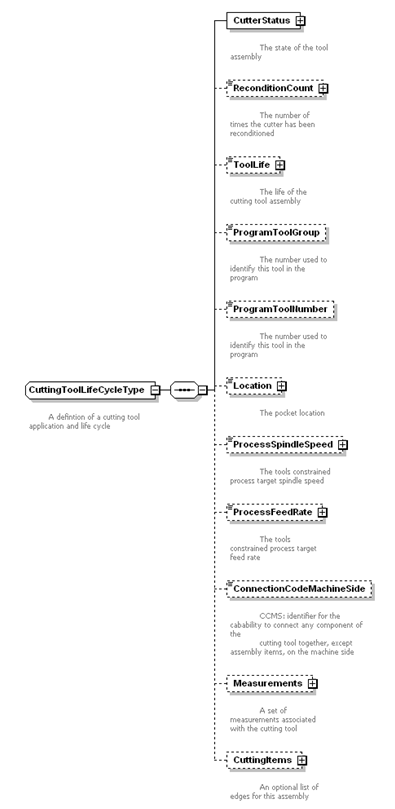 CutterStatus
The state of the tool
assembly
ReconditionCount
The number of
times the cutter has been
reconditioned
ToolLife
The life of the
cutting tool assembly
ProgramToolGroup
The number used to
identify this tool in the
program
ProgramToolNumber
The number used to
identify this tool in the
program
CuttingToolLifeCycleType
A defintion of a cutting tool
application and life cycle
Location
The pocket location
ProcessSpindleSpeed
The tools constrained
process target spindle speed
ProcessFeedRate
The tools
constrained process target
feed rate
ConnectionCodeMachineSide
CCMS: identifier for the
cabability to connect any component of
the
cutting tool together, except
assembly items, on the machine side
Measurements
A set of
measurements associated
with the cutting tool
CuttingItems
An optional list of
edges for this assembly